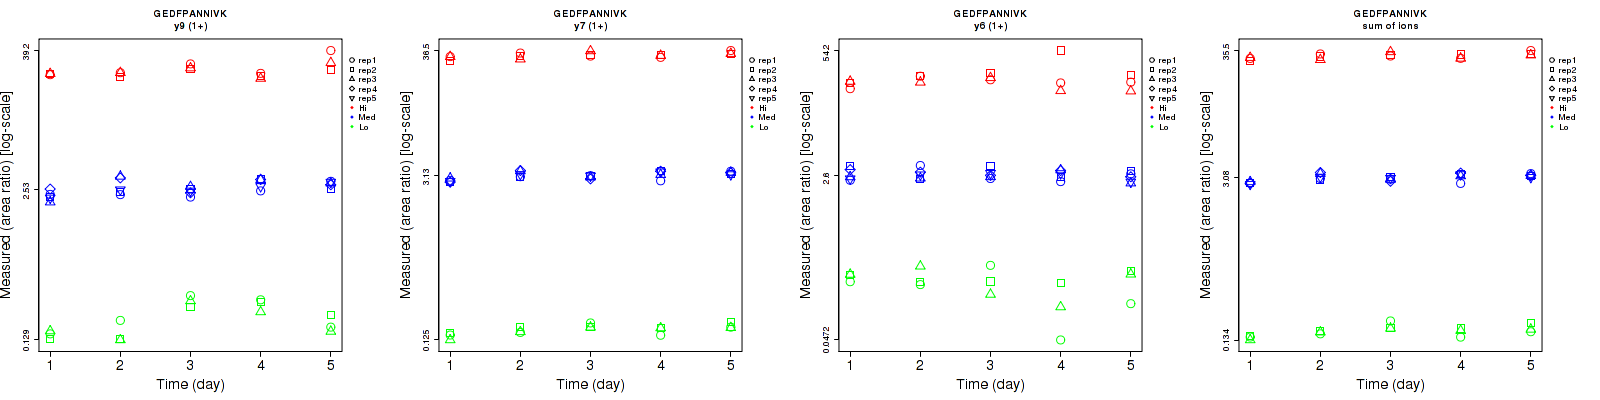 GEDFPANNIVK
y9 (1+)
Measured (area ratio) [log-scale]
39.2
2.53
0.129
1 2 3 4 5
Time (day)
rep1
rep2
rep3
rep4
rep5
Hi
Med
Lo
GEDFPANNIVK
y7 (1+)
Measured (area ratio) [log-scale]
36.5
3.13
0.125
1 2 3 4 5
Time (day)
rep1
rep2
rep3
rep4
rep5
Hi
Med
Lo
GEDFPANNIVK
y6 (1+)
Measured (area ratio) [log-scale]
54.2
2.6
0.0472
1 2 3 4 5
Time (day)
rep1
rep2
rep3
rep4
rep5
Hi
Med
Lo
GEDFPANNIVK
sum of ions
Measured (area ratio) [log-scale]
35.5
3.08
0.134
1 2 3 4 5
Time (day)
rep1
rep2
rep3
rep4
rep5
Hi
Med
Lo